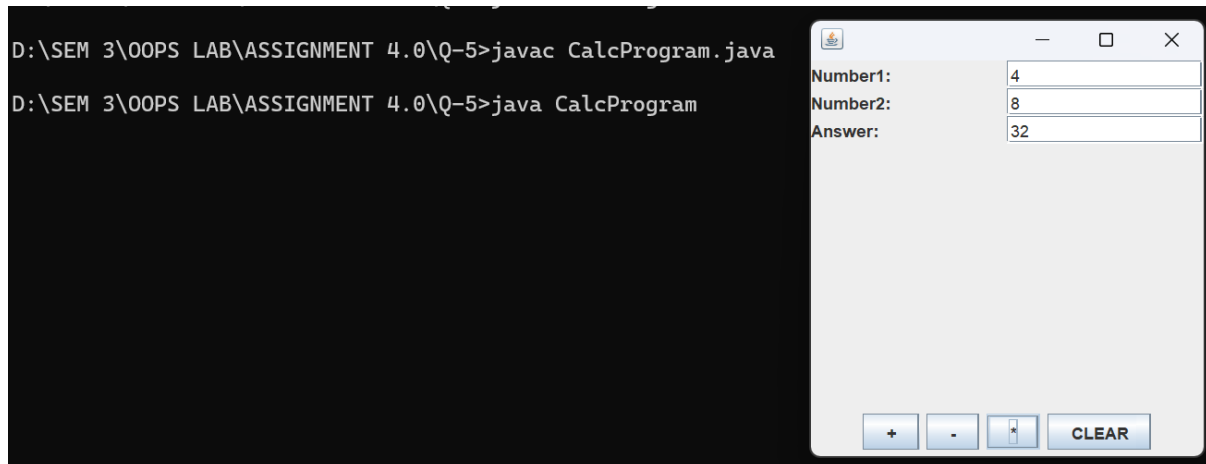 D:\SEM 3\OOPS LAB\ASSIGNMENT 4.0\Q-5>javac CalcProgram.java
D:\SEM 3\OOPS LAB\ASSIGNMENT 4.0\Q-5>java CalcProgram
Number1: 4
Number2: 8
Answer: 32
+ - * CLEAR